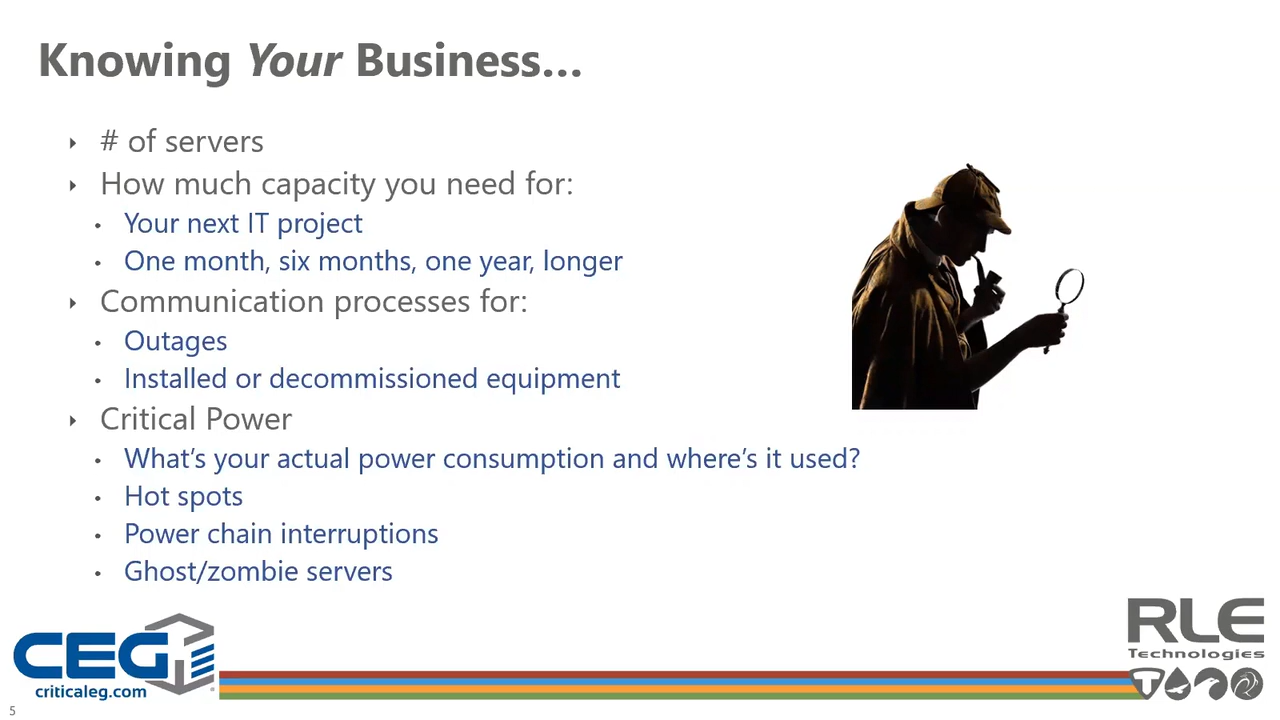 Knowing Your Business...
# of servers
How much capacity you need for:
Your next IT project
One month, six months, one year, longer
Communication processes for:
Outages
Installed or decommissioned equipment
Critical Power
What's your actual power consumption and where's it used?
Hot spots
Power chain interruptions
Ghost/zombie servers
CEG
criticaleg.com
RLE
Technologies
5